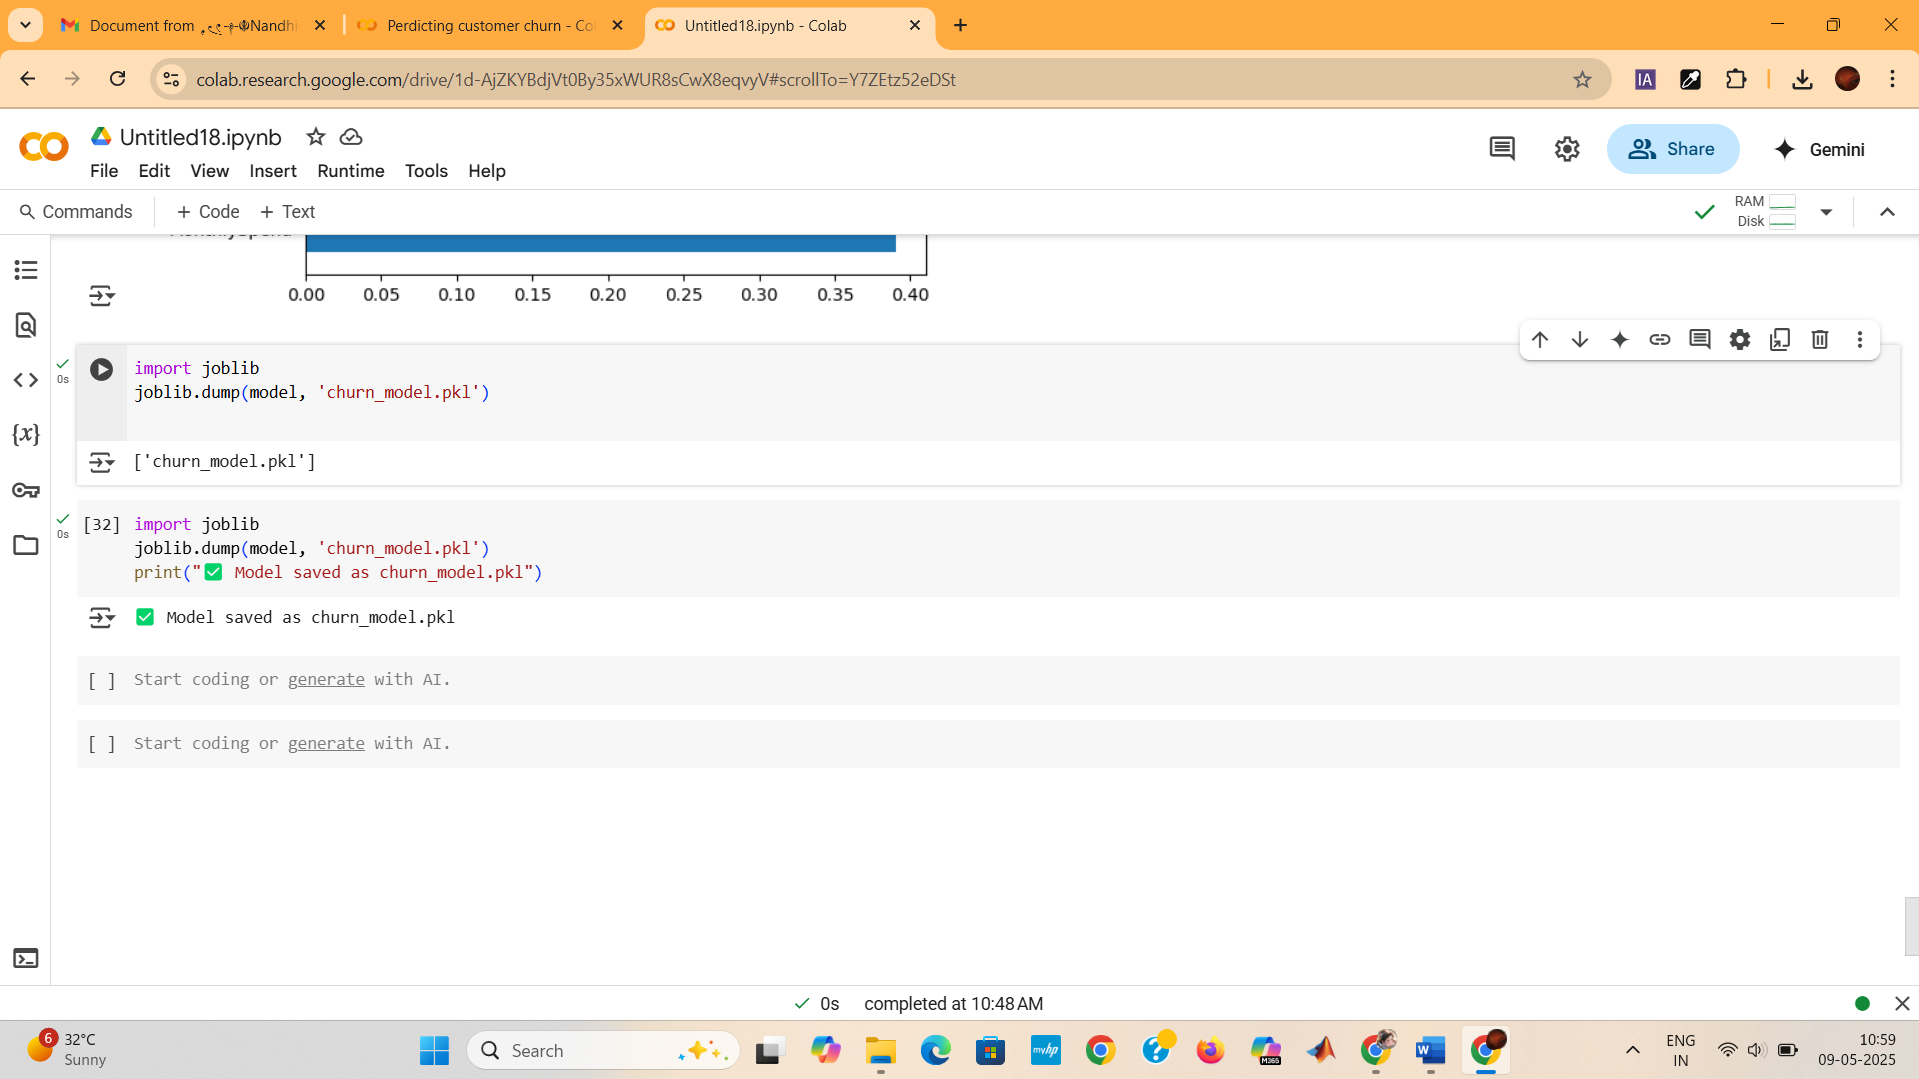 Document from
Nandhi
Perdicting customer churn - Co
Untitled18.ipynb - Colab
colab.research.google.com/drive/1d-AjZKYBdjVt0By35xWUR8sCwX8eqvyV#scrollTo=Y7ZEtz52eDSt
IA
CO
Untitled18.ipynb
File Edit View Insert Runtime Tools Help
Share
Gemini
Commands
+ Code
+ Text
RAM
Disk
MonthlySpend
0.00 0.05 0.10 0.15 0.20 0.25 0.30 0.35 0.40
0s
import joblib
joblib.dump(model, 'churn_model.pkl')
['churn_model.pkl']
0s
[32]
import joblib
joblib.dump(model, 'churn_model.pkl')
print("✅ Model saved as churn_model.pkl")
✅ Model saved as churn_model.pkl
[ ] Start coding or generate with AI.
[ ] Start coding or generate with AI.
{x}
0s completed at 10:48 AM
6
32°C
Sunny
Search
myhp
M365
W
ENG
IN
10:59
09-05-2025